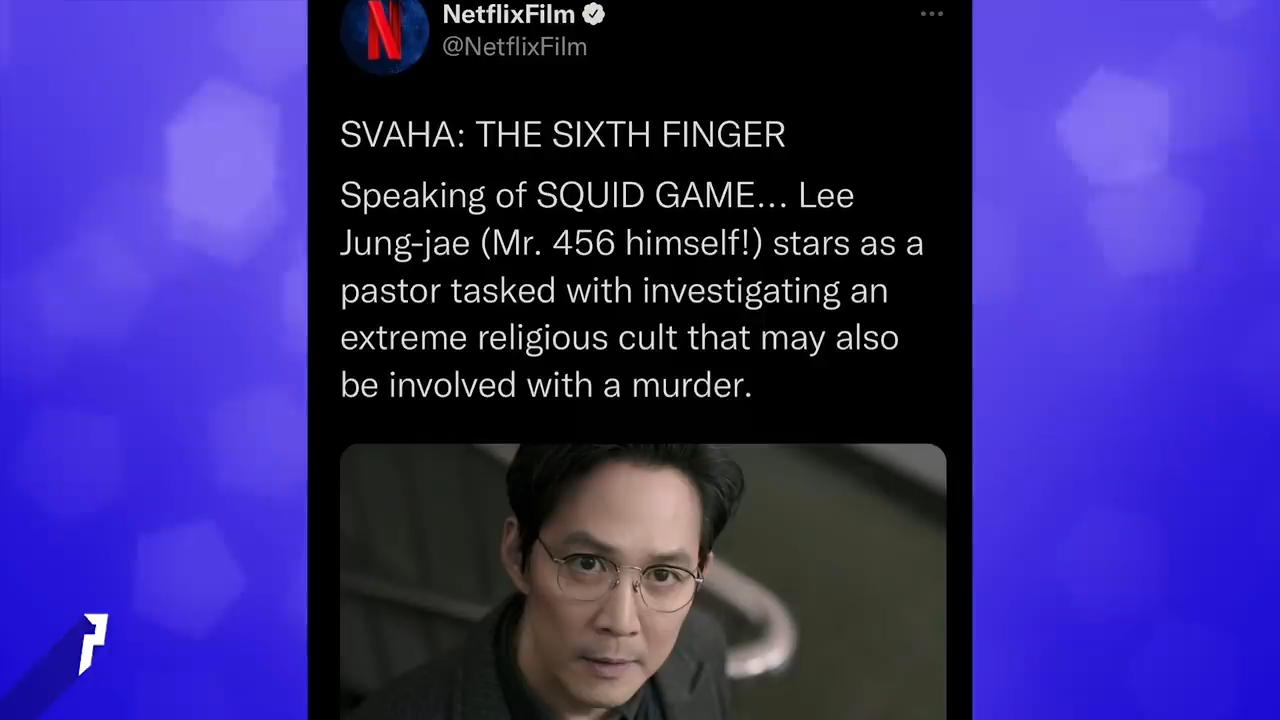 NetflixFilm
@NetflixFilm
SVAHA: THE SIXTH FINGER
Speaking of SQUID GAME... Lee
Jung-jae (Mr. 456 himself!) stars as a
pastor tasked with investigating an
extreme religious cult that may also
be involved with a murder.